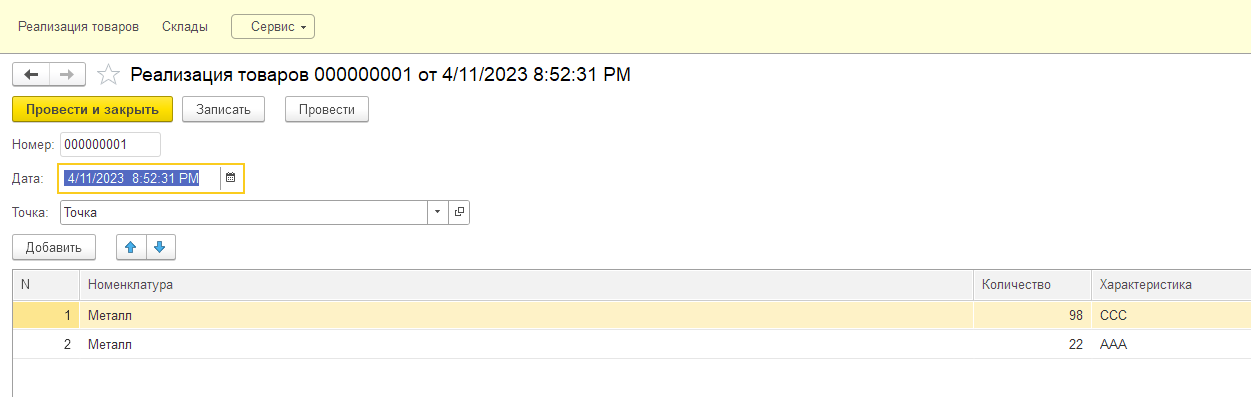 Реализация товаров Склады Сервис
Реализация товаров 000000001 от 4/11/2023 8:52:31 PM
Провести и закрыть Записать Провести
Номер: 000000001
Дата: 4/11/2023 8:52:31 PM
Точка: Точка
Добавить
N Номенклатура Количество Характеристика
1 Металл 98 ССС
2 Металл 22 ААА